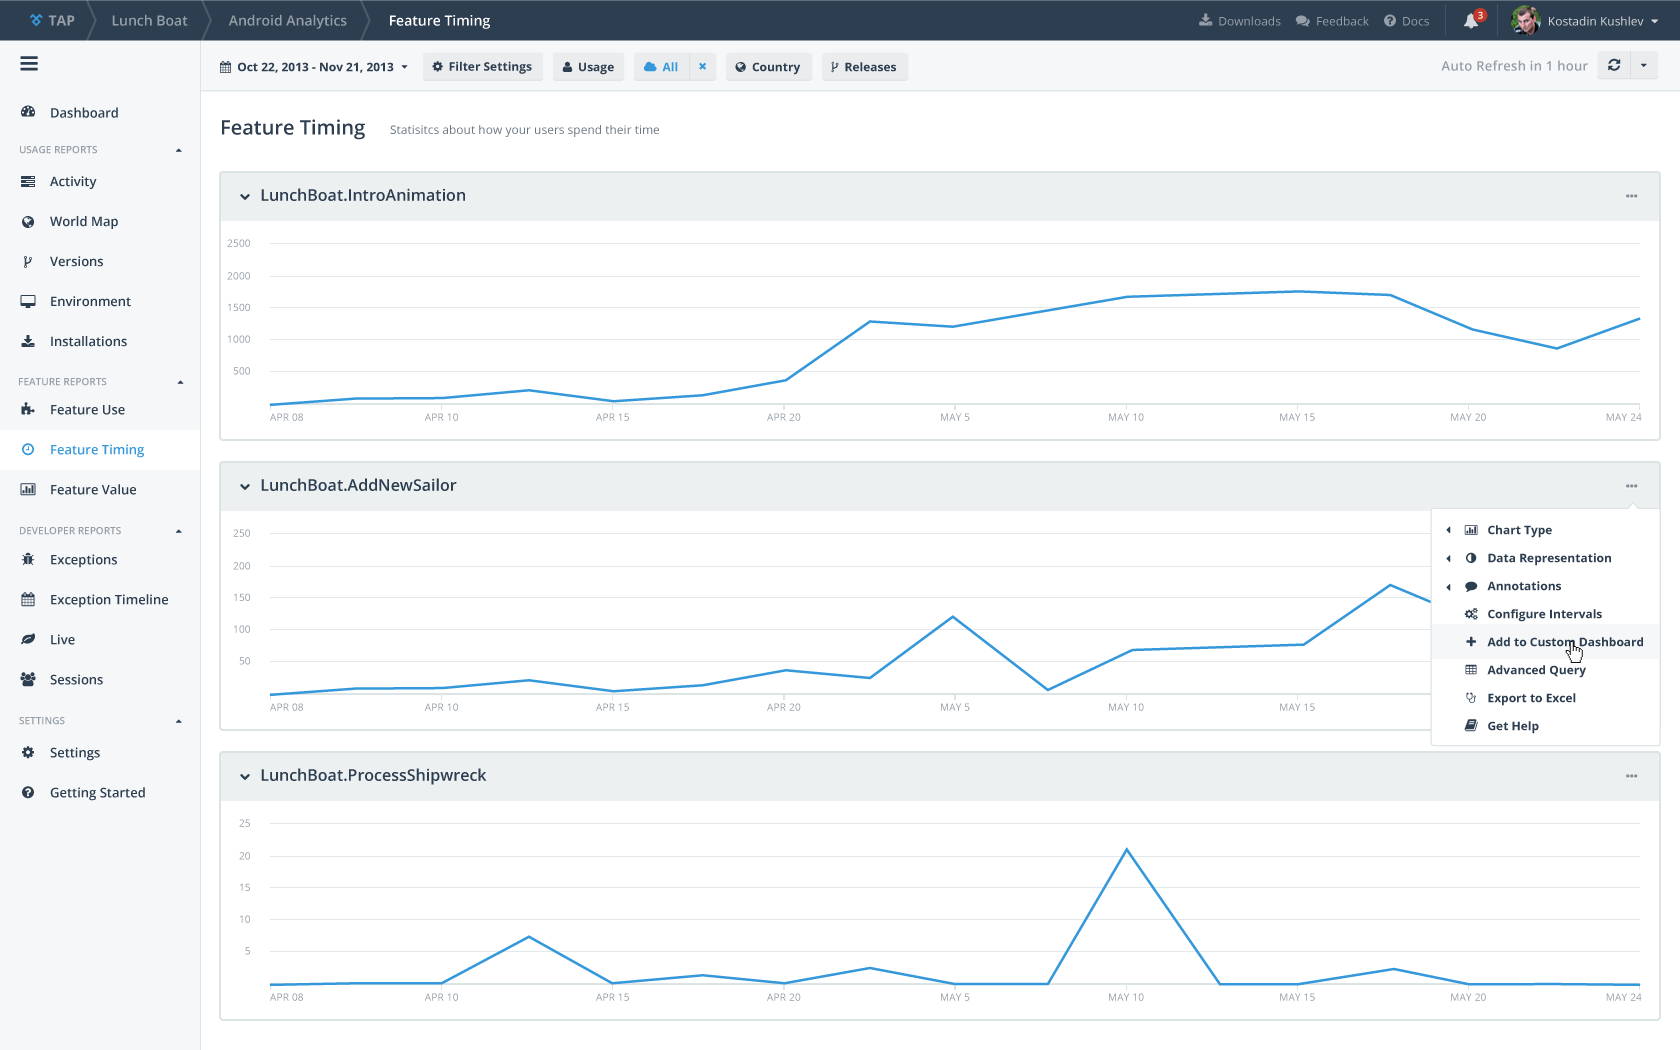 TAP Lunch Boat Android Analytics Feature Timing Downloads Feedback Docs 3 Kostadin Kushlev
Oct 22, 2013 - Nov 21, 2013 Filter Settings Usage All × Country Releases Auto Refresh in 1 hour
Dashboard
USAGE REPORTS
Activity
World Map
Versions
Environment
Installations
FEATURE REPORTS
Feature Use
Feature Timing
Feature Value
DEVELOPER REPORTS
Exceptions
Exception Timeline
Live
Sessions
SETTINGS
Settings
Getting Started
Feature Timing Statisitcs about how your users spend their time
LunchBoat.IntroAnimation
2500
2000
1500
1000
500
APR 08 APR 10 APR 15 APR 20 MAY 5 MAY 10 MAY 15 MAY 20 MAY 24
LunchBoat.AddNewSailor
250
200
150
100
50
APR 08 APR 10 APR 15 APR 20 MAY 5 MAY 10 MAY 15
Chart Type
Data Representation
Annotations
Configure Intervals
Add to Custom Dashboard
Advanced Query
Export to Excel
Get Help
LunchBoat.ProcessShipwreck
25
20
15
10
5
APR 08 APR 10 APR 15 APR 20 MAY 5 MAY 10 MAY 15 MAY 20 MAY 24